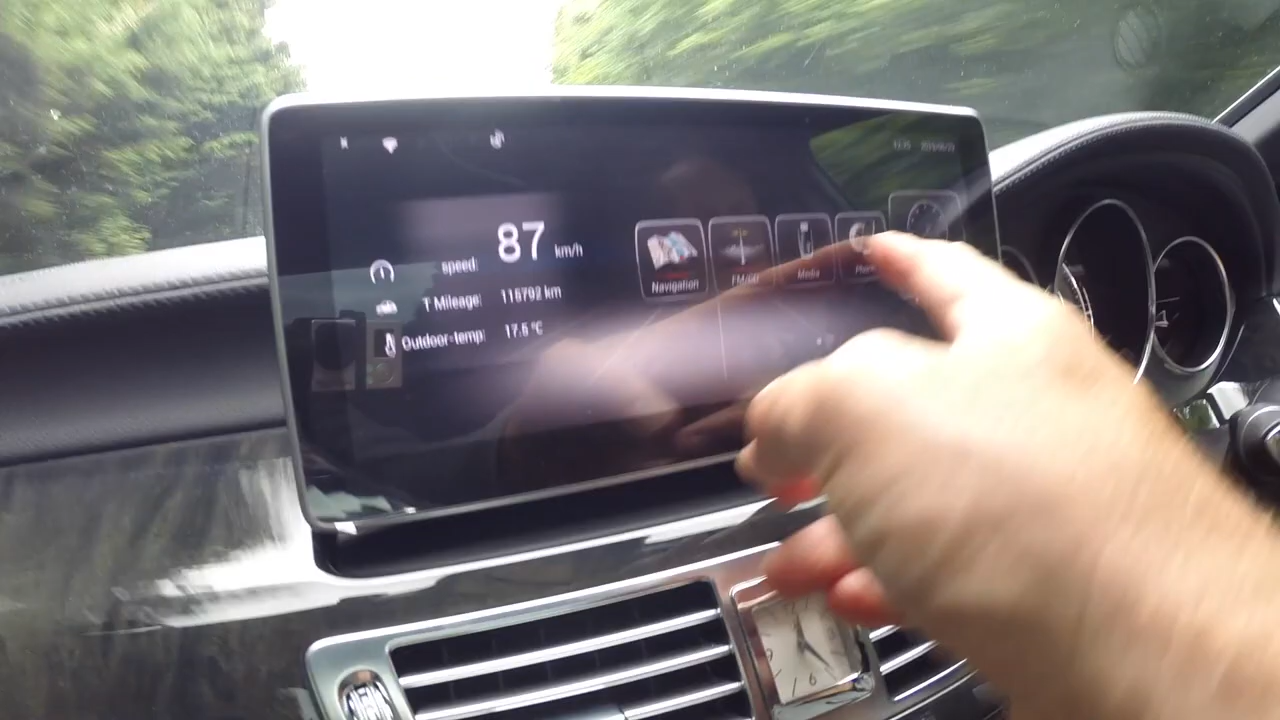 speed: 87 km/h
T Mileage: 116792 km
Outdoor-temp: 17.5 °C
Navigation
Media